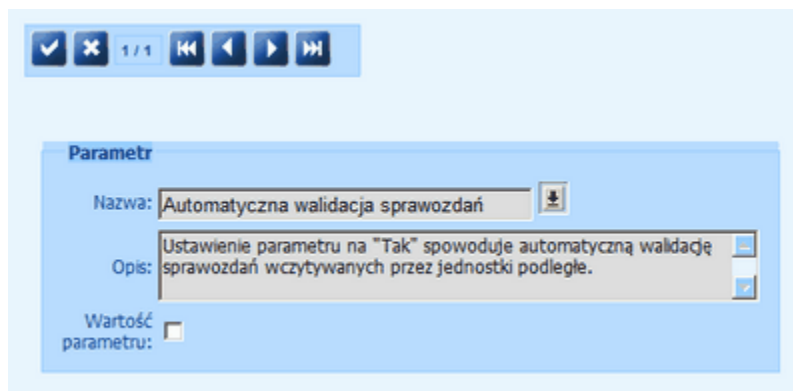 1 / 1
Parametr
Nazwa: Automatyczna walidacja sprawozdań
Opis: Ustawienie parametru na "Tak" spowoduje automatyczną walidację
sprawozdań wczytywanych przez jednostki podległe.
Wartość
parametru: